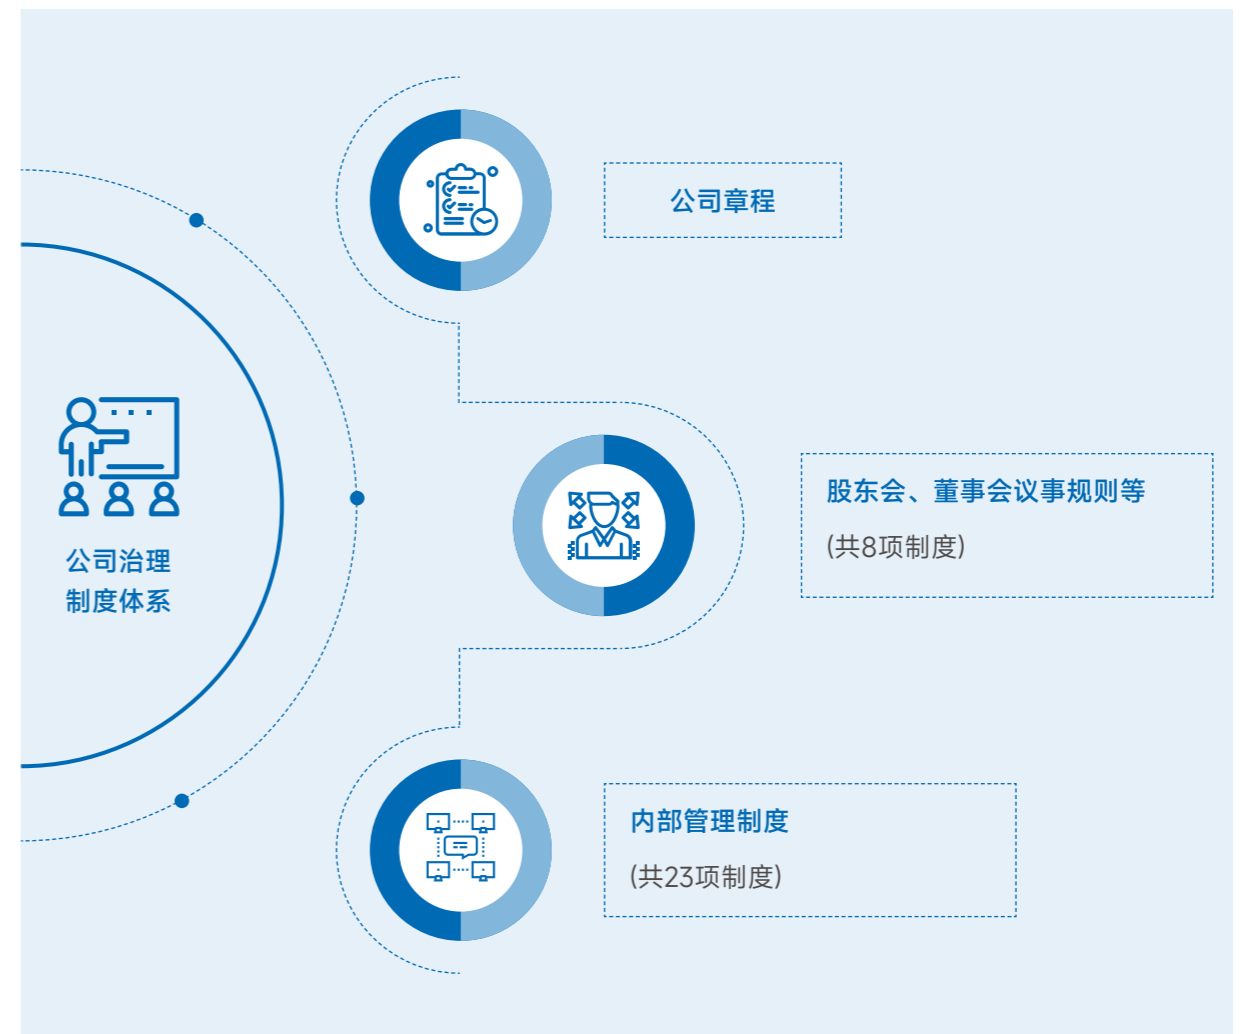 公司治理
制度体系
公司章程
股东会、董事会议事规则等
(共8项制度)
内部管理制度
(共23项制度)